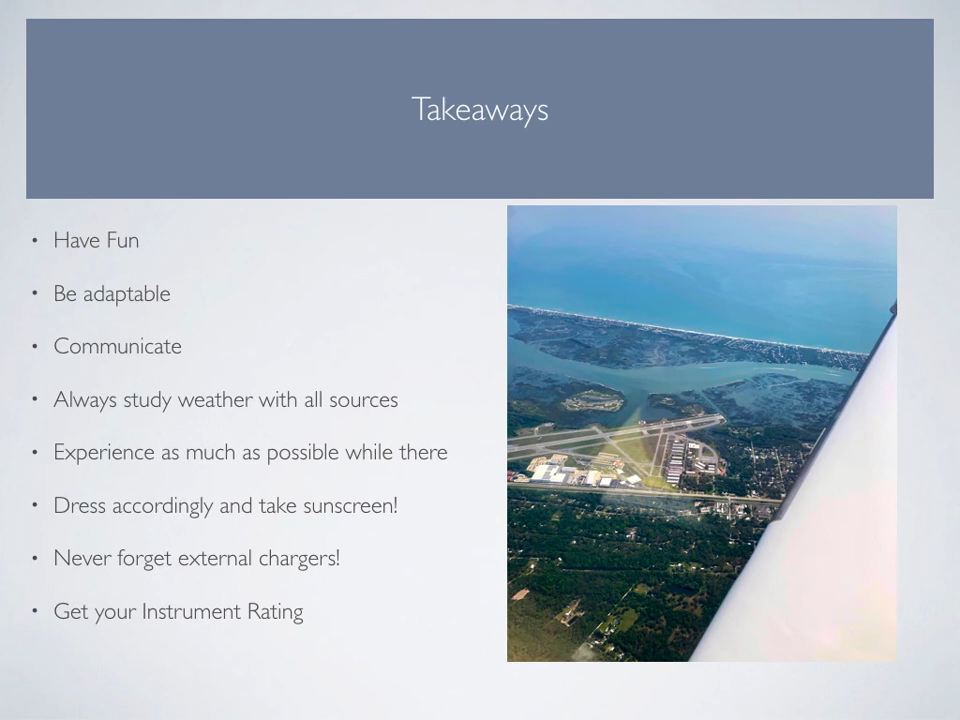 Takeaways
• Have Fun
• Be adaptable
• Communicate
• Always study weather with all sources
• Experience as much as possible while there
• Dress accordingly and take sunscreen!
• Never forget external chargers!
• Get your Instrument Rating